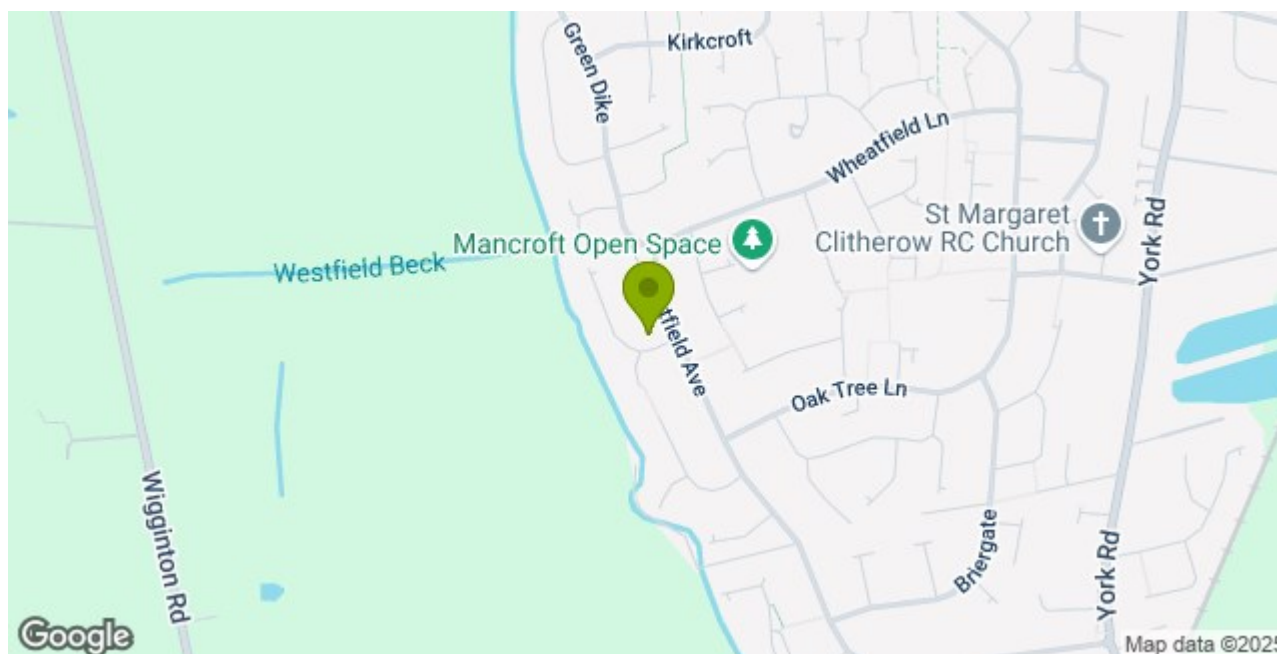 Kirkcroft
Green Dike
Wheatfield Ln
St Margaret
Clitherow RC Church
York Rd
Mancroft Open Space
Westfield Beck
tfield Ave
Oak Tree Ln
Wigginton Rd
Briergate
York Rd
Google
Map data ©2025